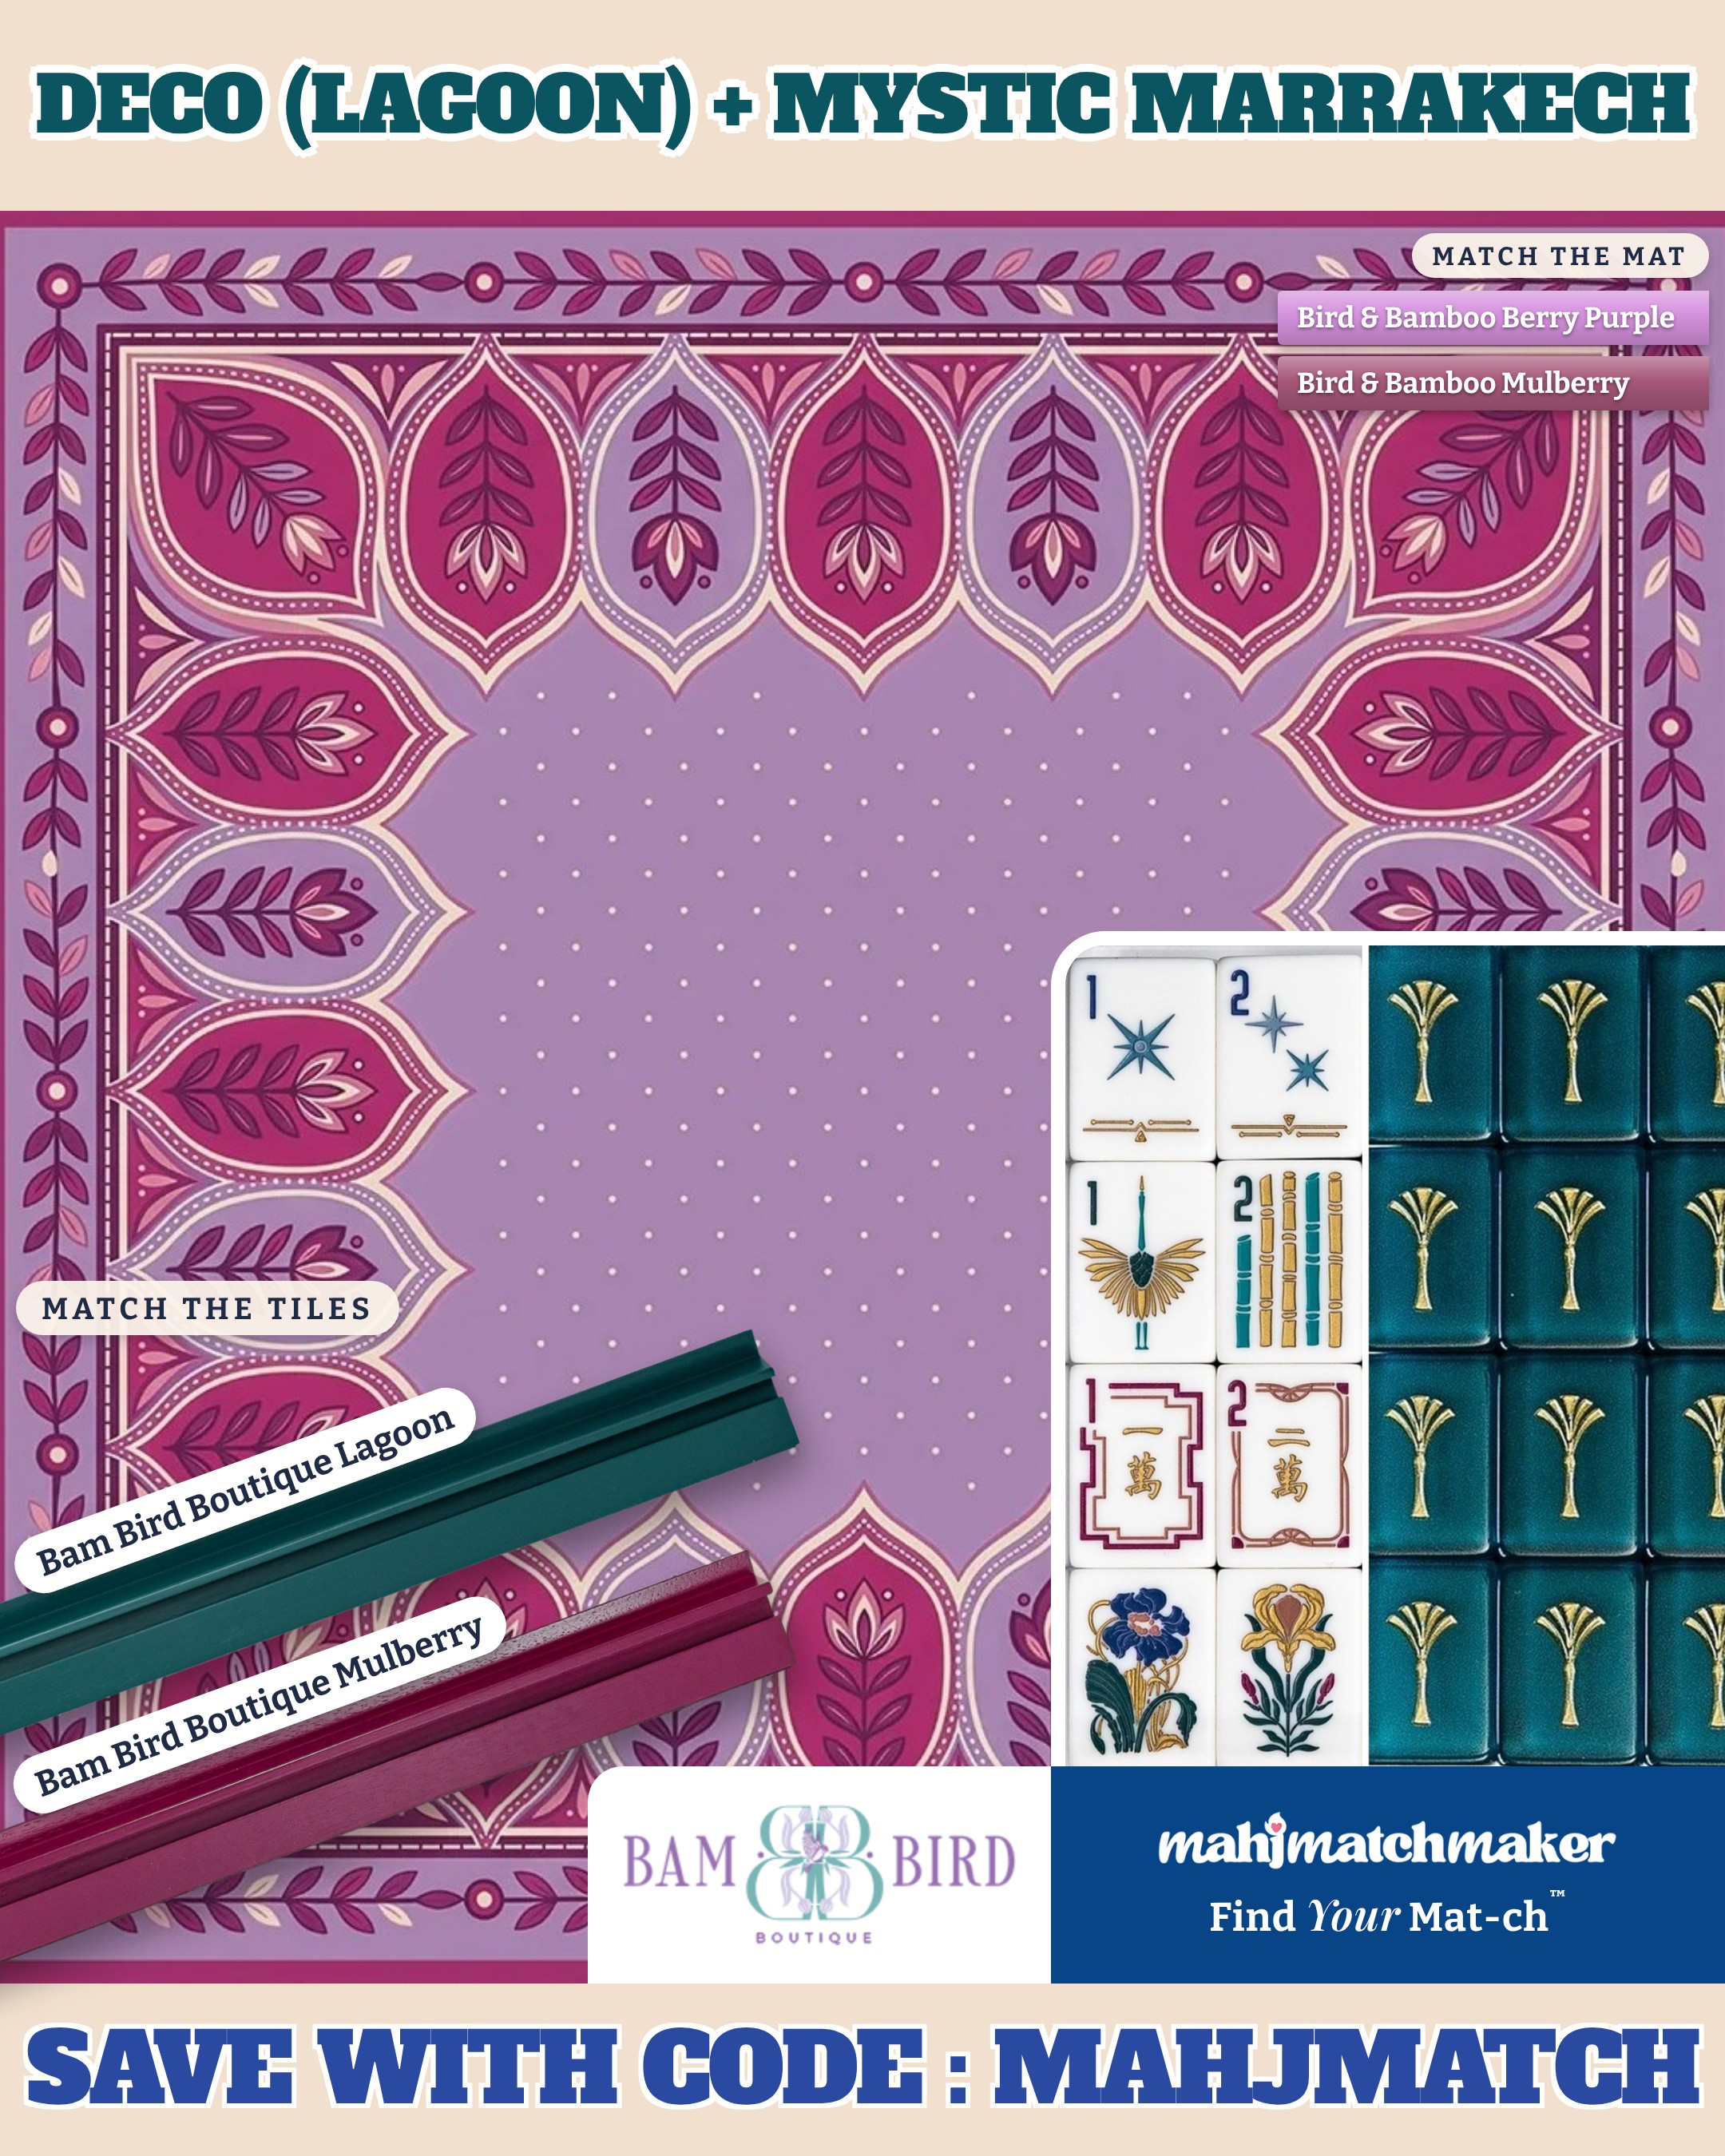 DECO (LAGOON) + MYSTIC MARRAKECH
MATCH THE MAT
Bird & Bamboo Berry Purple
Bird & Bamboo Mulberry
1
2
1
2
1
一
萬
2
二
萬
MATCH THE TILES
Bam Bird Boutique Lagoon
Bam Bird Boutique Mulberry
BAM BIRD
BOUTIQUE
mahjmatchmaker
Find Your Mat-ch™
SAVE WITH CODE : MAHJMATCH